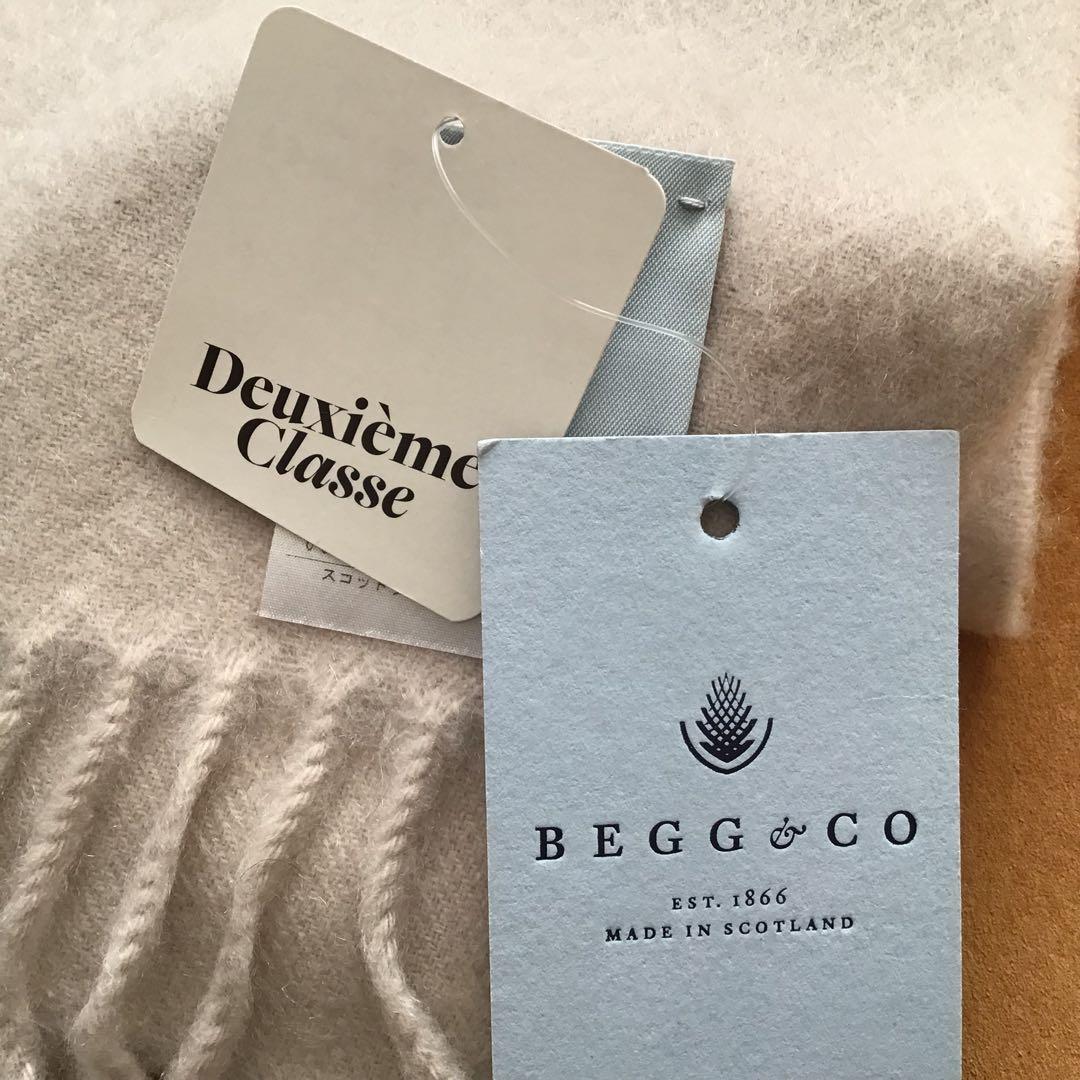 Deuxième
Classe
スコット
BEGG & CO
EST. 1866
MADE IN SCOTLAND